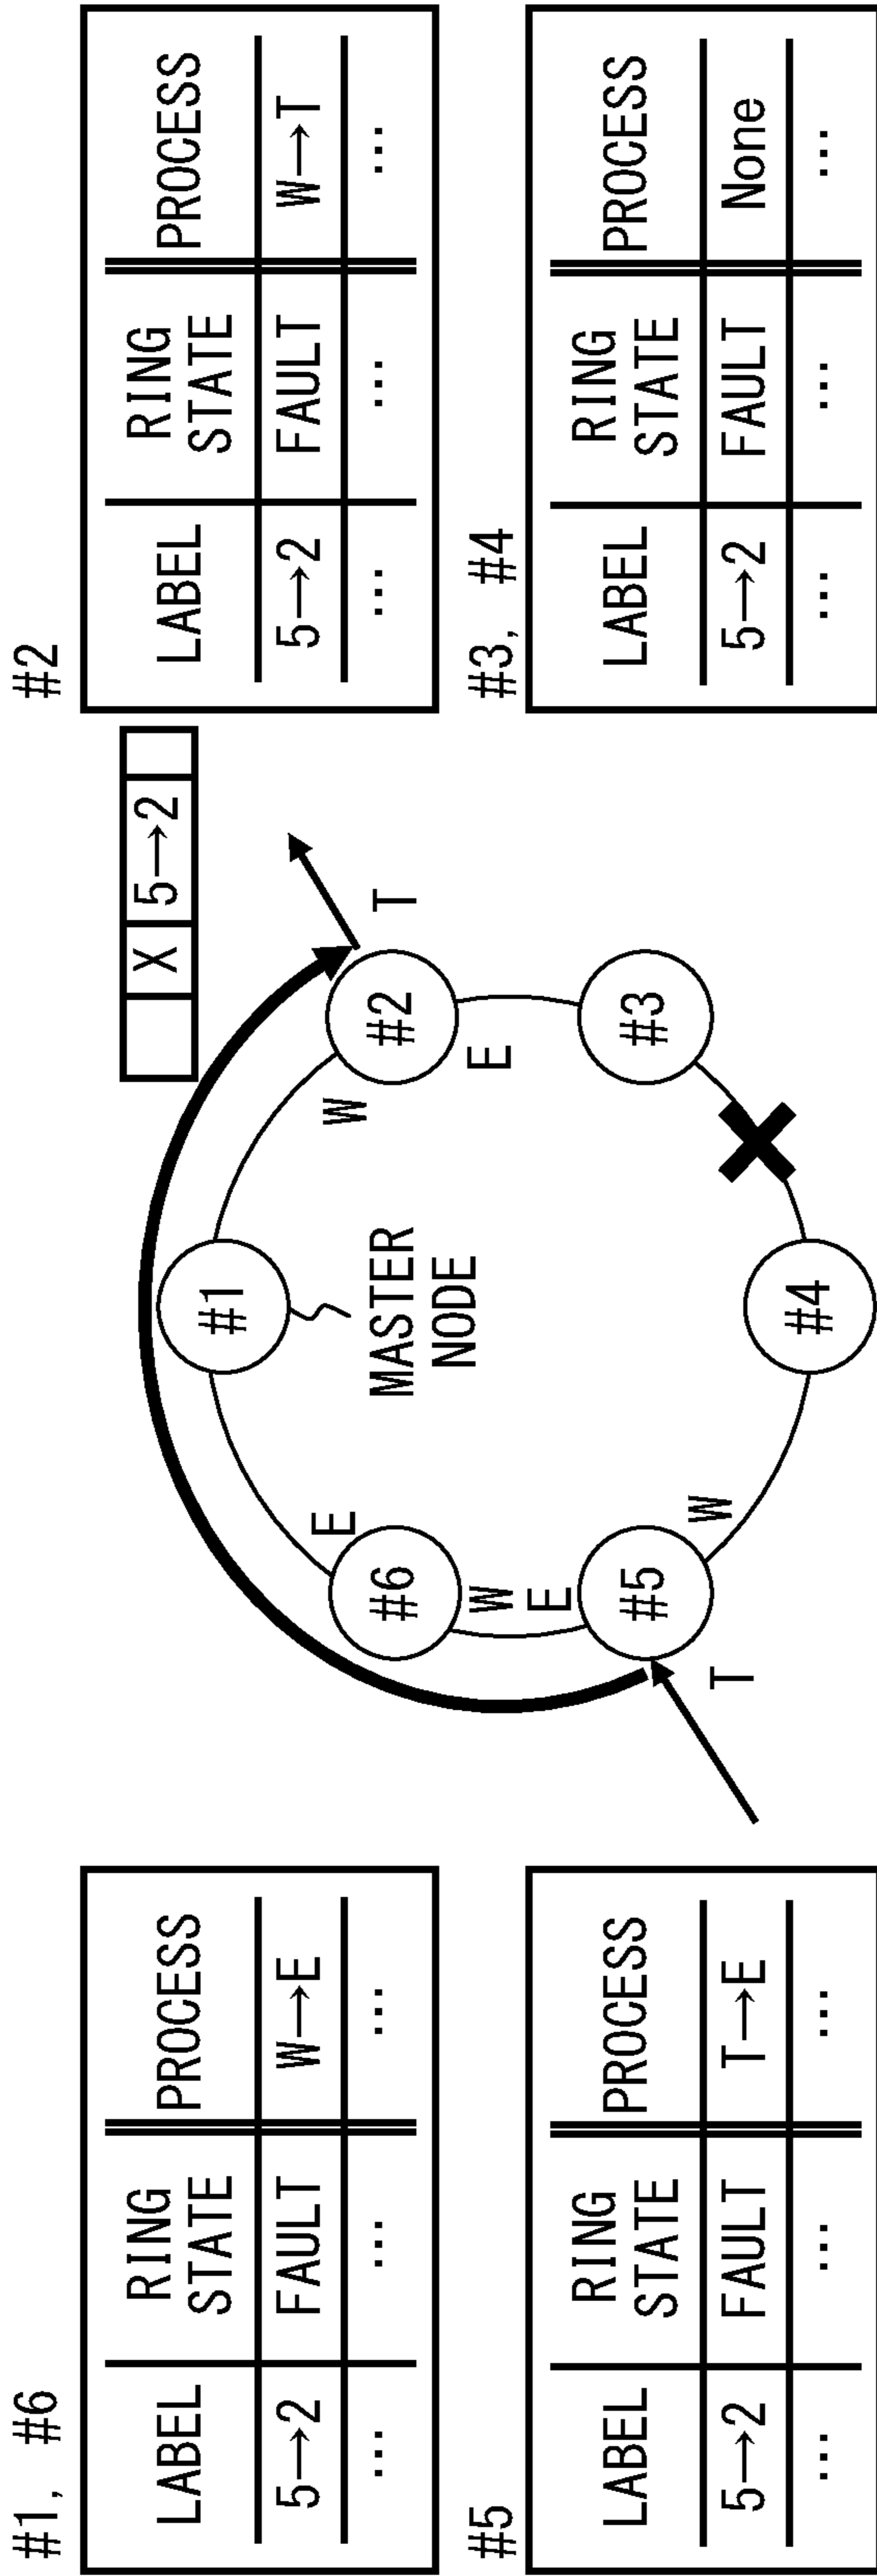 #1, #6
LABEL RING STATE PROCESS
5→2 FAULT W→E
... ... ...
#5
LABEL RING STATE PROCESS
5→2 FAULT T→E
... ... ...
X 5→2
#1
MASTER
NODE
E
W
#6
#2
T
W
E
E
#5
W
#3
T
#4
#2
LABEL RING STATE PROCESS
5→2 FAULT W→T
... ... ...
#3, #4
LABEL RING STATE PROCESS
5→2 FAULT None
... ... ...